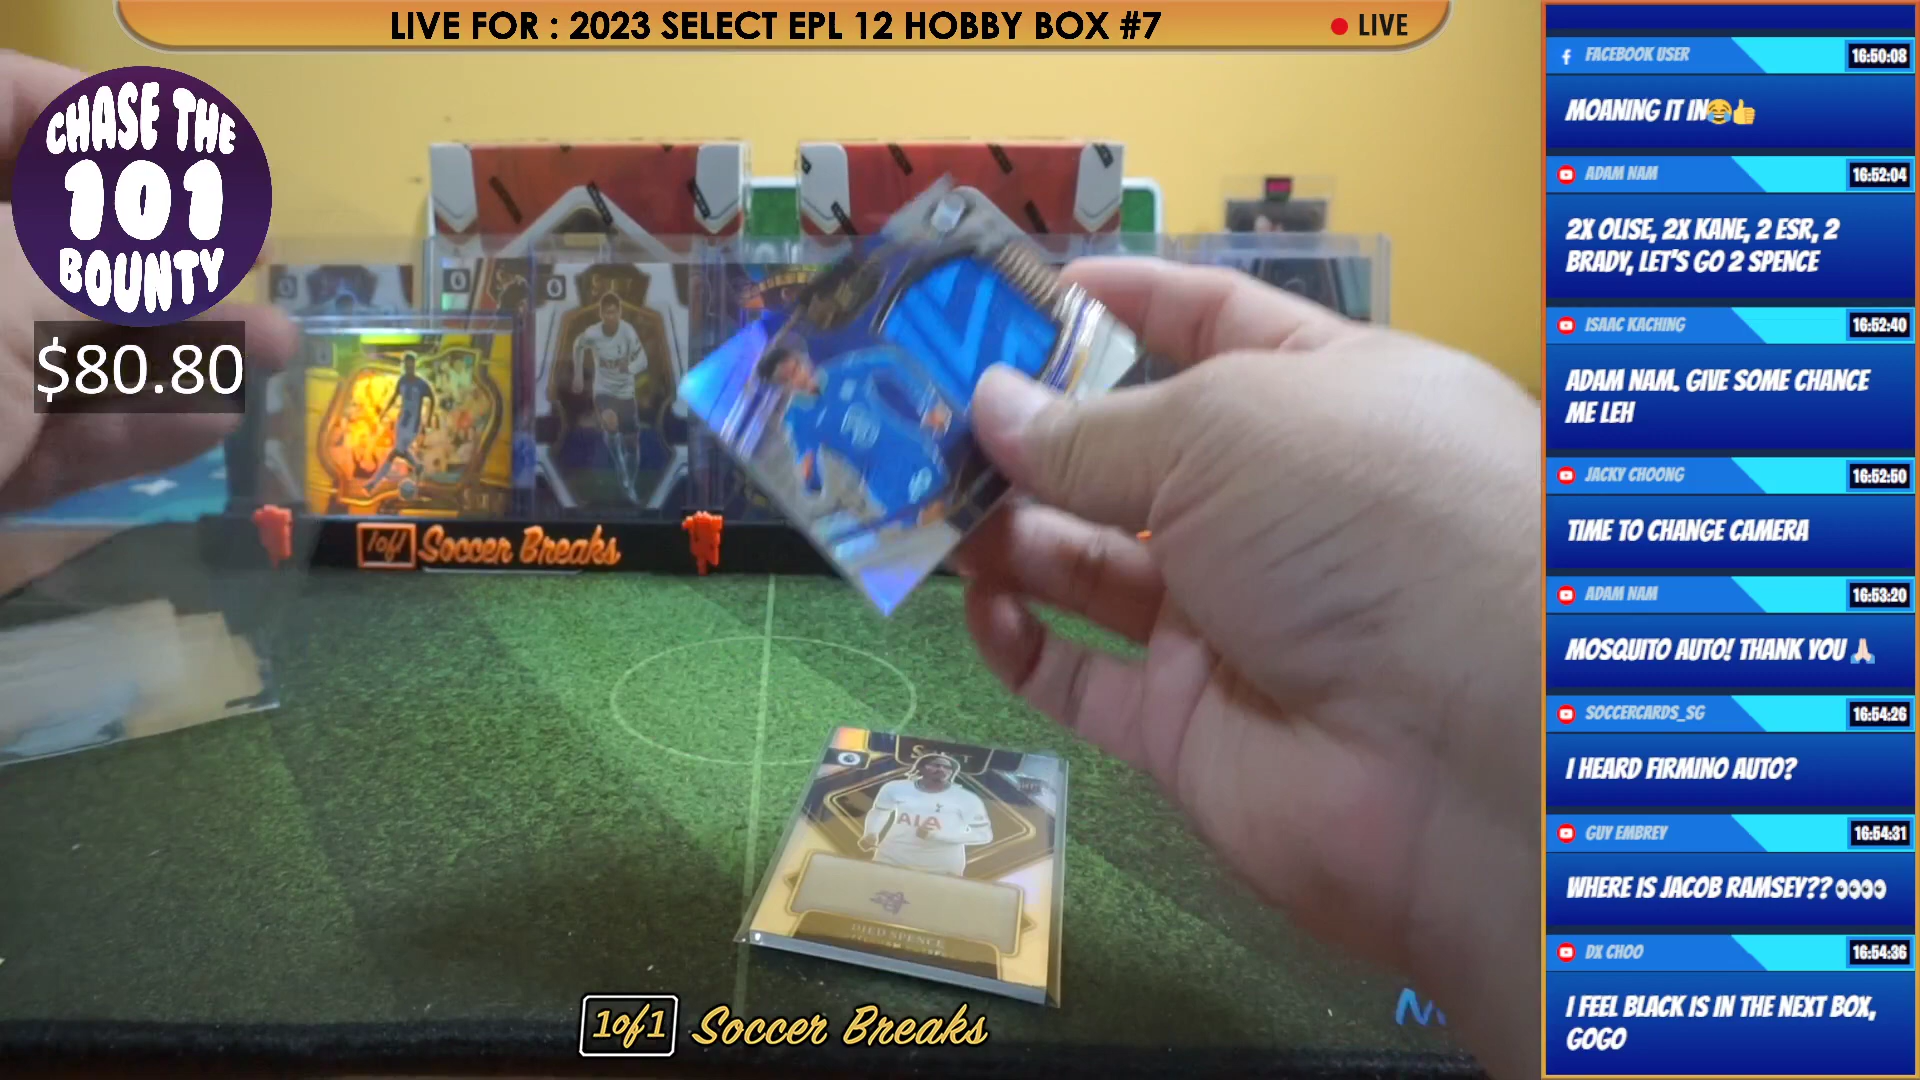 LIVE FOR : 2023 SELECT EPL 12 HOBBY BOX #7
LIVE
CHASE THE
101
BOUNTY
$80.80
FACEBOOK USER
16:50:08
MOANING IT IN😂👍
ADAM NAM
16:52:04
2X OLISE, 2X KANE, 2 ESR, 2
BRADY, LET'S GO 2 SPENCE
ISAAC KACHING
16:52:40
ADAM NAM. GIVE SOME CHANCE
ME LEH
JACKY CHOONG
16:52:50
TIME TO CHANGE CAMERA
ADAM NAM
16:53:20
MOSQUITO AUTO! THANK YOU 🙏🏻
SOCCERCARDS_SG
16:54:26
I HEARD FIRMINO AUTO?
GUY EMBREY
16:54:31
WHERE IS JACOB RAMSEY?? 👀👀
DX CHOO
16:54:36
I FEEL BLACK IS IN THE NEXT BOX,
GOGO
1of1 Soccer Breaks
SELECT
AIA
DJED SPENCE
1of1 Soccer Breaks